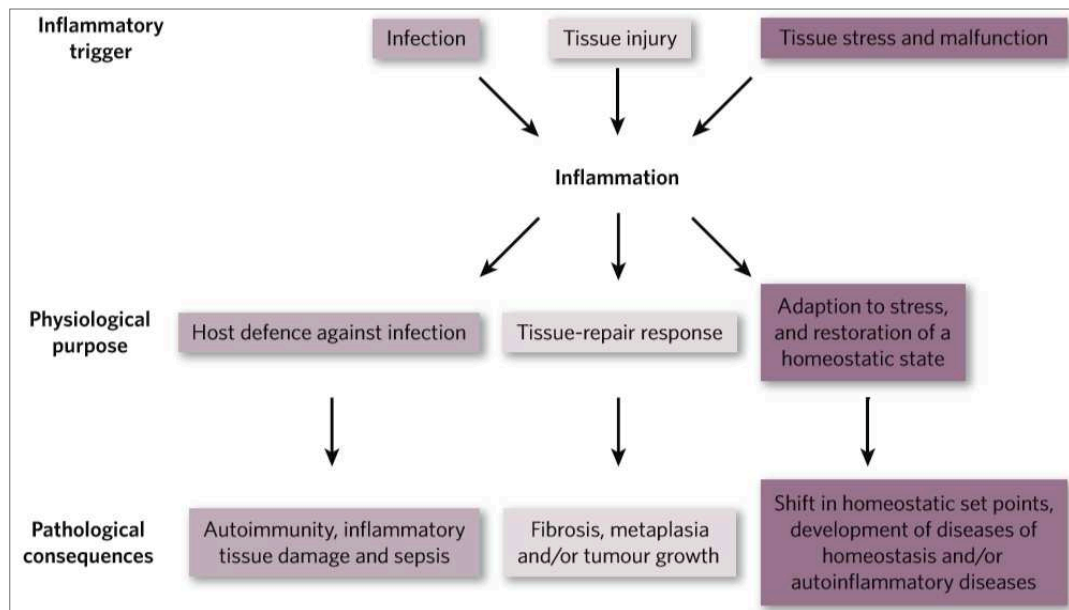 Inflammatory
trigger
Infection
Tissue injury
Tissue stress and malfunction
Inflammation
Physiological
purpose
Host defence against infection
Tissue-repair response
Adaption to stress,
and restoration of a
homeostatic state
Pathological
consequences
Autoimmunity, inflammatory
tissue damage and sepsis
Fibrosis, metaplasia
and/or tumour growth
Shift in homeostatic set points,
development of diseases of
homeostasis and/or
autoinflammatory diseases